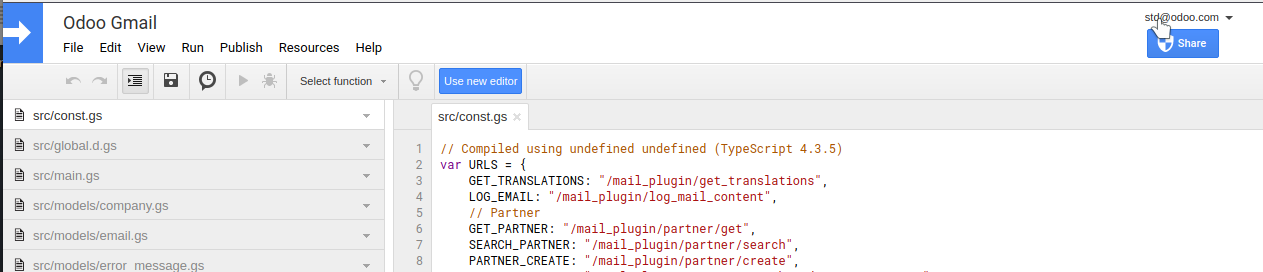 Odoo Gmail
std@odoo.com
File Edit View Run Publish Resources Help
Share
Select function
Use new editor
src/const.gs
src/global.d.gs
src/main.gs
src/models/company.gs
src/models/email.gs
src/models/error_message.gs
src/const.gs ×
1 // Compiled using undefined undefined (TypeScript 4.3.5)
2 var URLS = {
3 GET_TRANSLATIONS: "/mail_plugin/get_translations",
4 LOG_EMAIL: "/mail_plugin/log_mail_content",
5 // Partner
6 GET_PARTNER: "/mail_plugin/partner/get",
7 SEARCH_PARTNER: "/mail_plugin/partner/search",
8 PARTNER_CREATE: "/mail_plugin/partner/create",